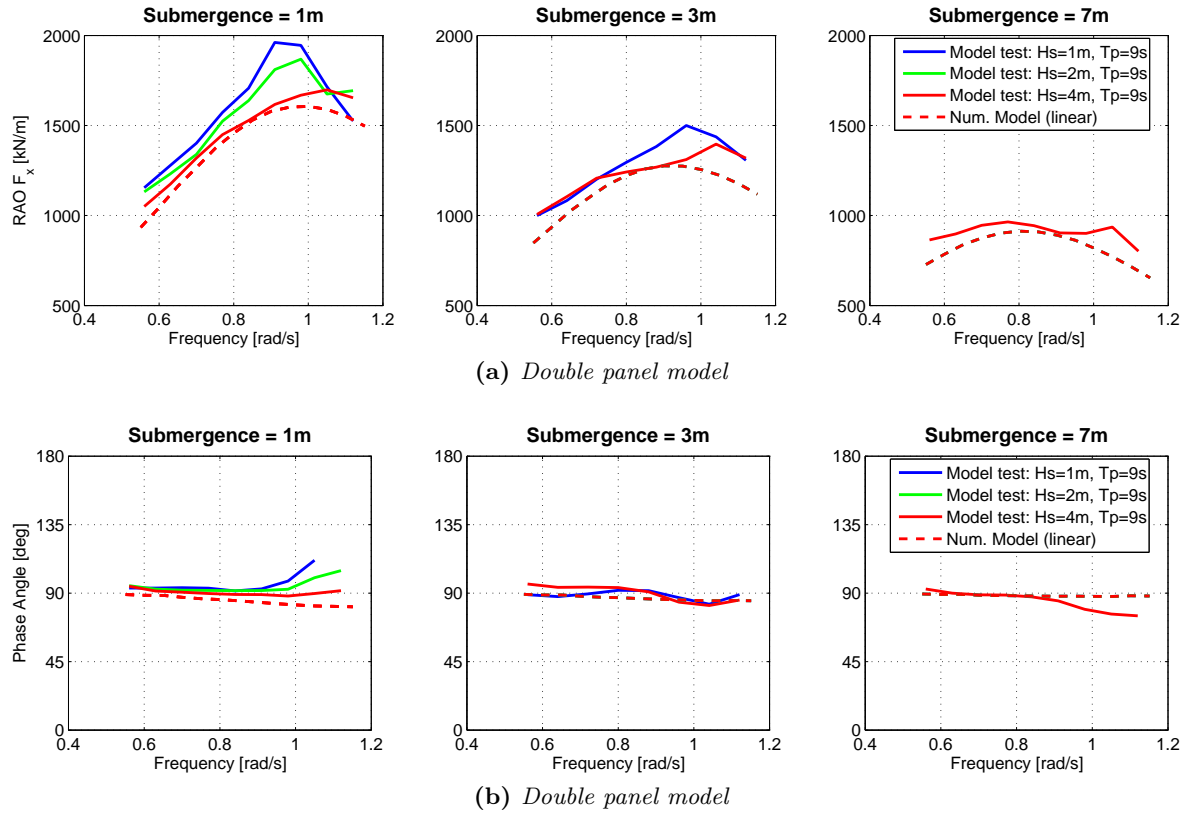 Submergence = 1m
Submergence = 3m
Submergence = 7m
RAO F_x [kN/m]
2000
1500
1000
500
0.4 0.6 0.8 1 1.2
Frequency [rad/s]
2000
1500
1000
500
0.4 0.6 0.8 1 1.2
Frequency [rad/s]
2000
1500
1000
500
0.4 0.6 0.8 1 1.2
Frequency [rad/s]
Model test: Hs=1m, Tp=9s
Model test: Hs=2m, Tp=9s
Model test: Hs=4m, Tp=9s
Num. Model (linear)
(a) Double panel model
Submergence = 1m
Submergence = 3m
Submergence = 7m
Phase Angle [deg]
180
135
90
45
0
0.4 0.6 0.8 1 1.2
Frequency [rad/s]
180
135
90
45
0
0.4 0.6 0.8 1 1.2
Frequency [rad/s]
180
135
90
45
0
0.4 0.6 0.8 1 1.2
Frequency [rad/s]
Model test: Hs=1m, Tp=9s
Model test: Hs=2m, Tp=9s
Model test: Hs=4m, Tp=9s
Num. Model (linear)
(b) Double panel model